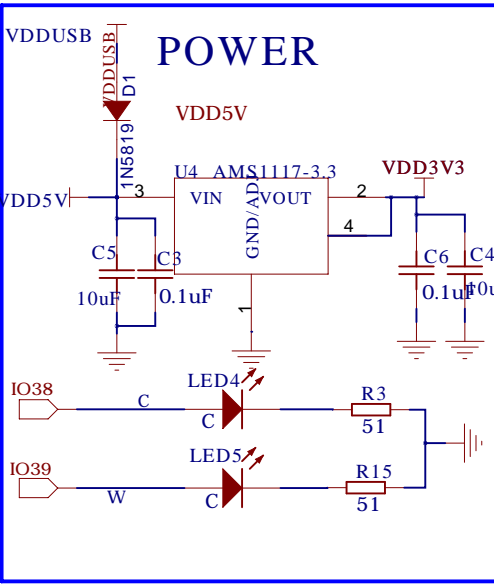 POWER
VDDUSB
VDDUSB
D1
1N5819
VDD5V
U4 AMS1117-3.3
VDD5V
3
VIN
VOUT
GND/ADJ
2
4
1
VDD3V3
C5
10uF
C3
0.1uF
C6
0.1uF
C4
10u
IO38
C
LED4
C
R3
51
IO39
W
LED5
C
R15
51